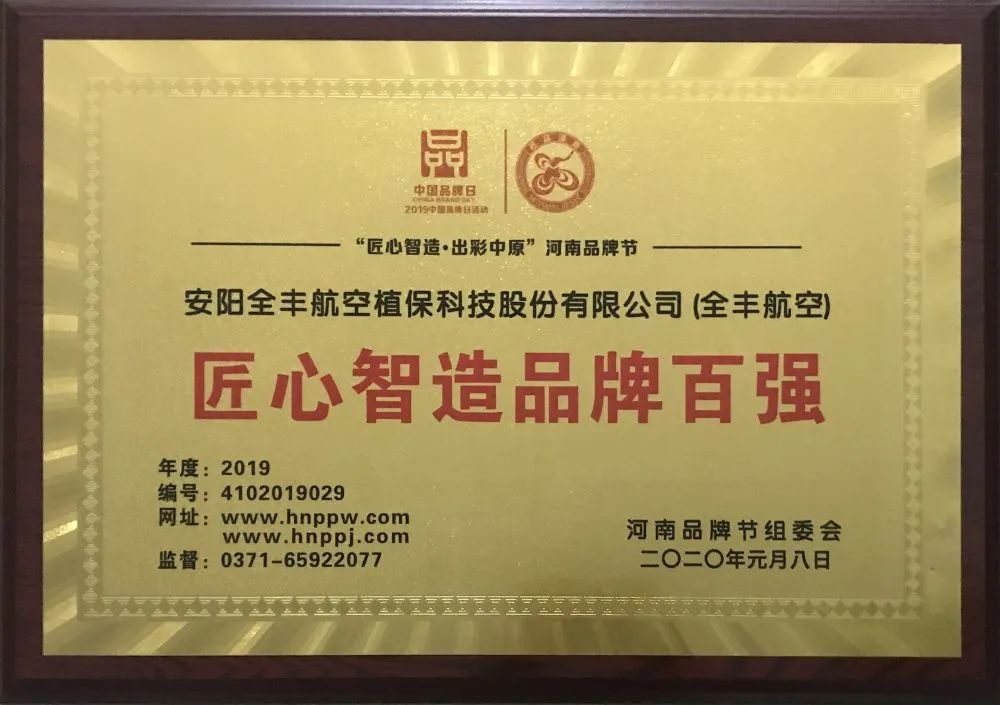 中国品牌日
CHINA BRAND DAY
2019中国品牌日活动
“匠心智造·出彩中原”河南品牌节
安阳全丰航空植保科技股份有限公司(全丰航空)
匠心智造品牌百强
年度：2019
编号：4102019029
网址：www.hnppw.com
www.hnppj.com
监督：0371-65922077
河南品牌节组委会
二〇二〇年元月八日